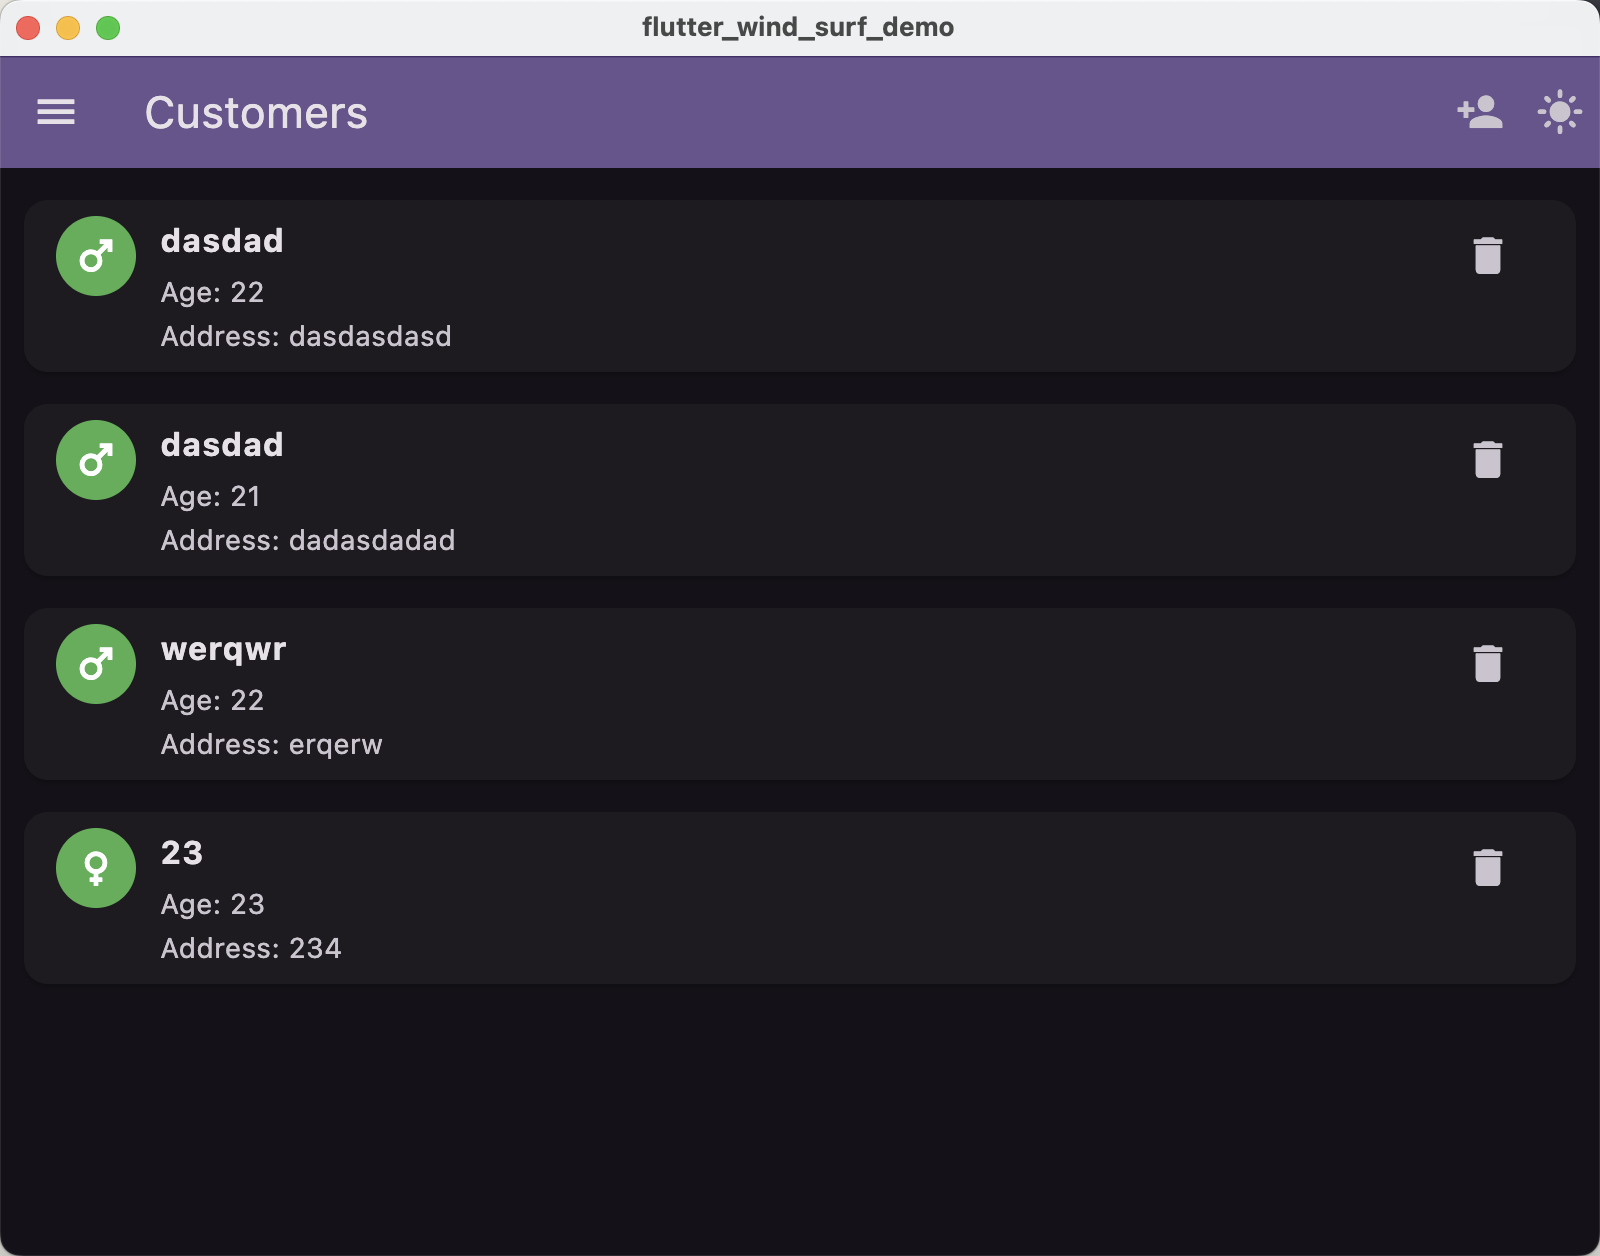 flutter_wind_surf_demo
Customers
dasdad
Age: 22
Address: dasdasdasd
dasdad
Age: 21
Address: dadasdadad
werqwr
Age: 22
Address: erqerw
23
Age: 23
Address: 234